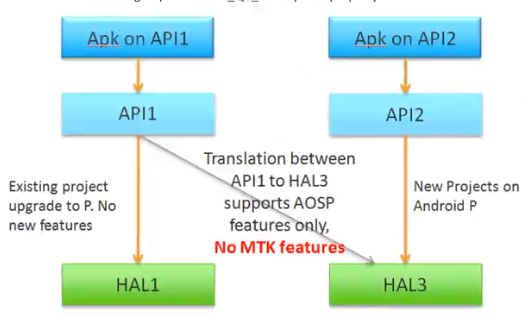 Apk on API1
Apk on API2
API1
API2
Translation between
API1 to HAL3
supports AOSP
features only,
No MTK features
Existing project
upgrade to P. No
new features
New Projects on
Android P
HAL1
HAL3